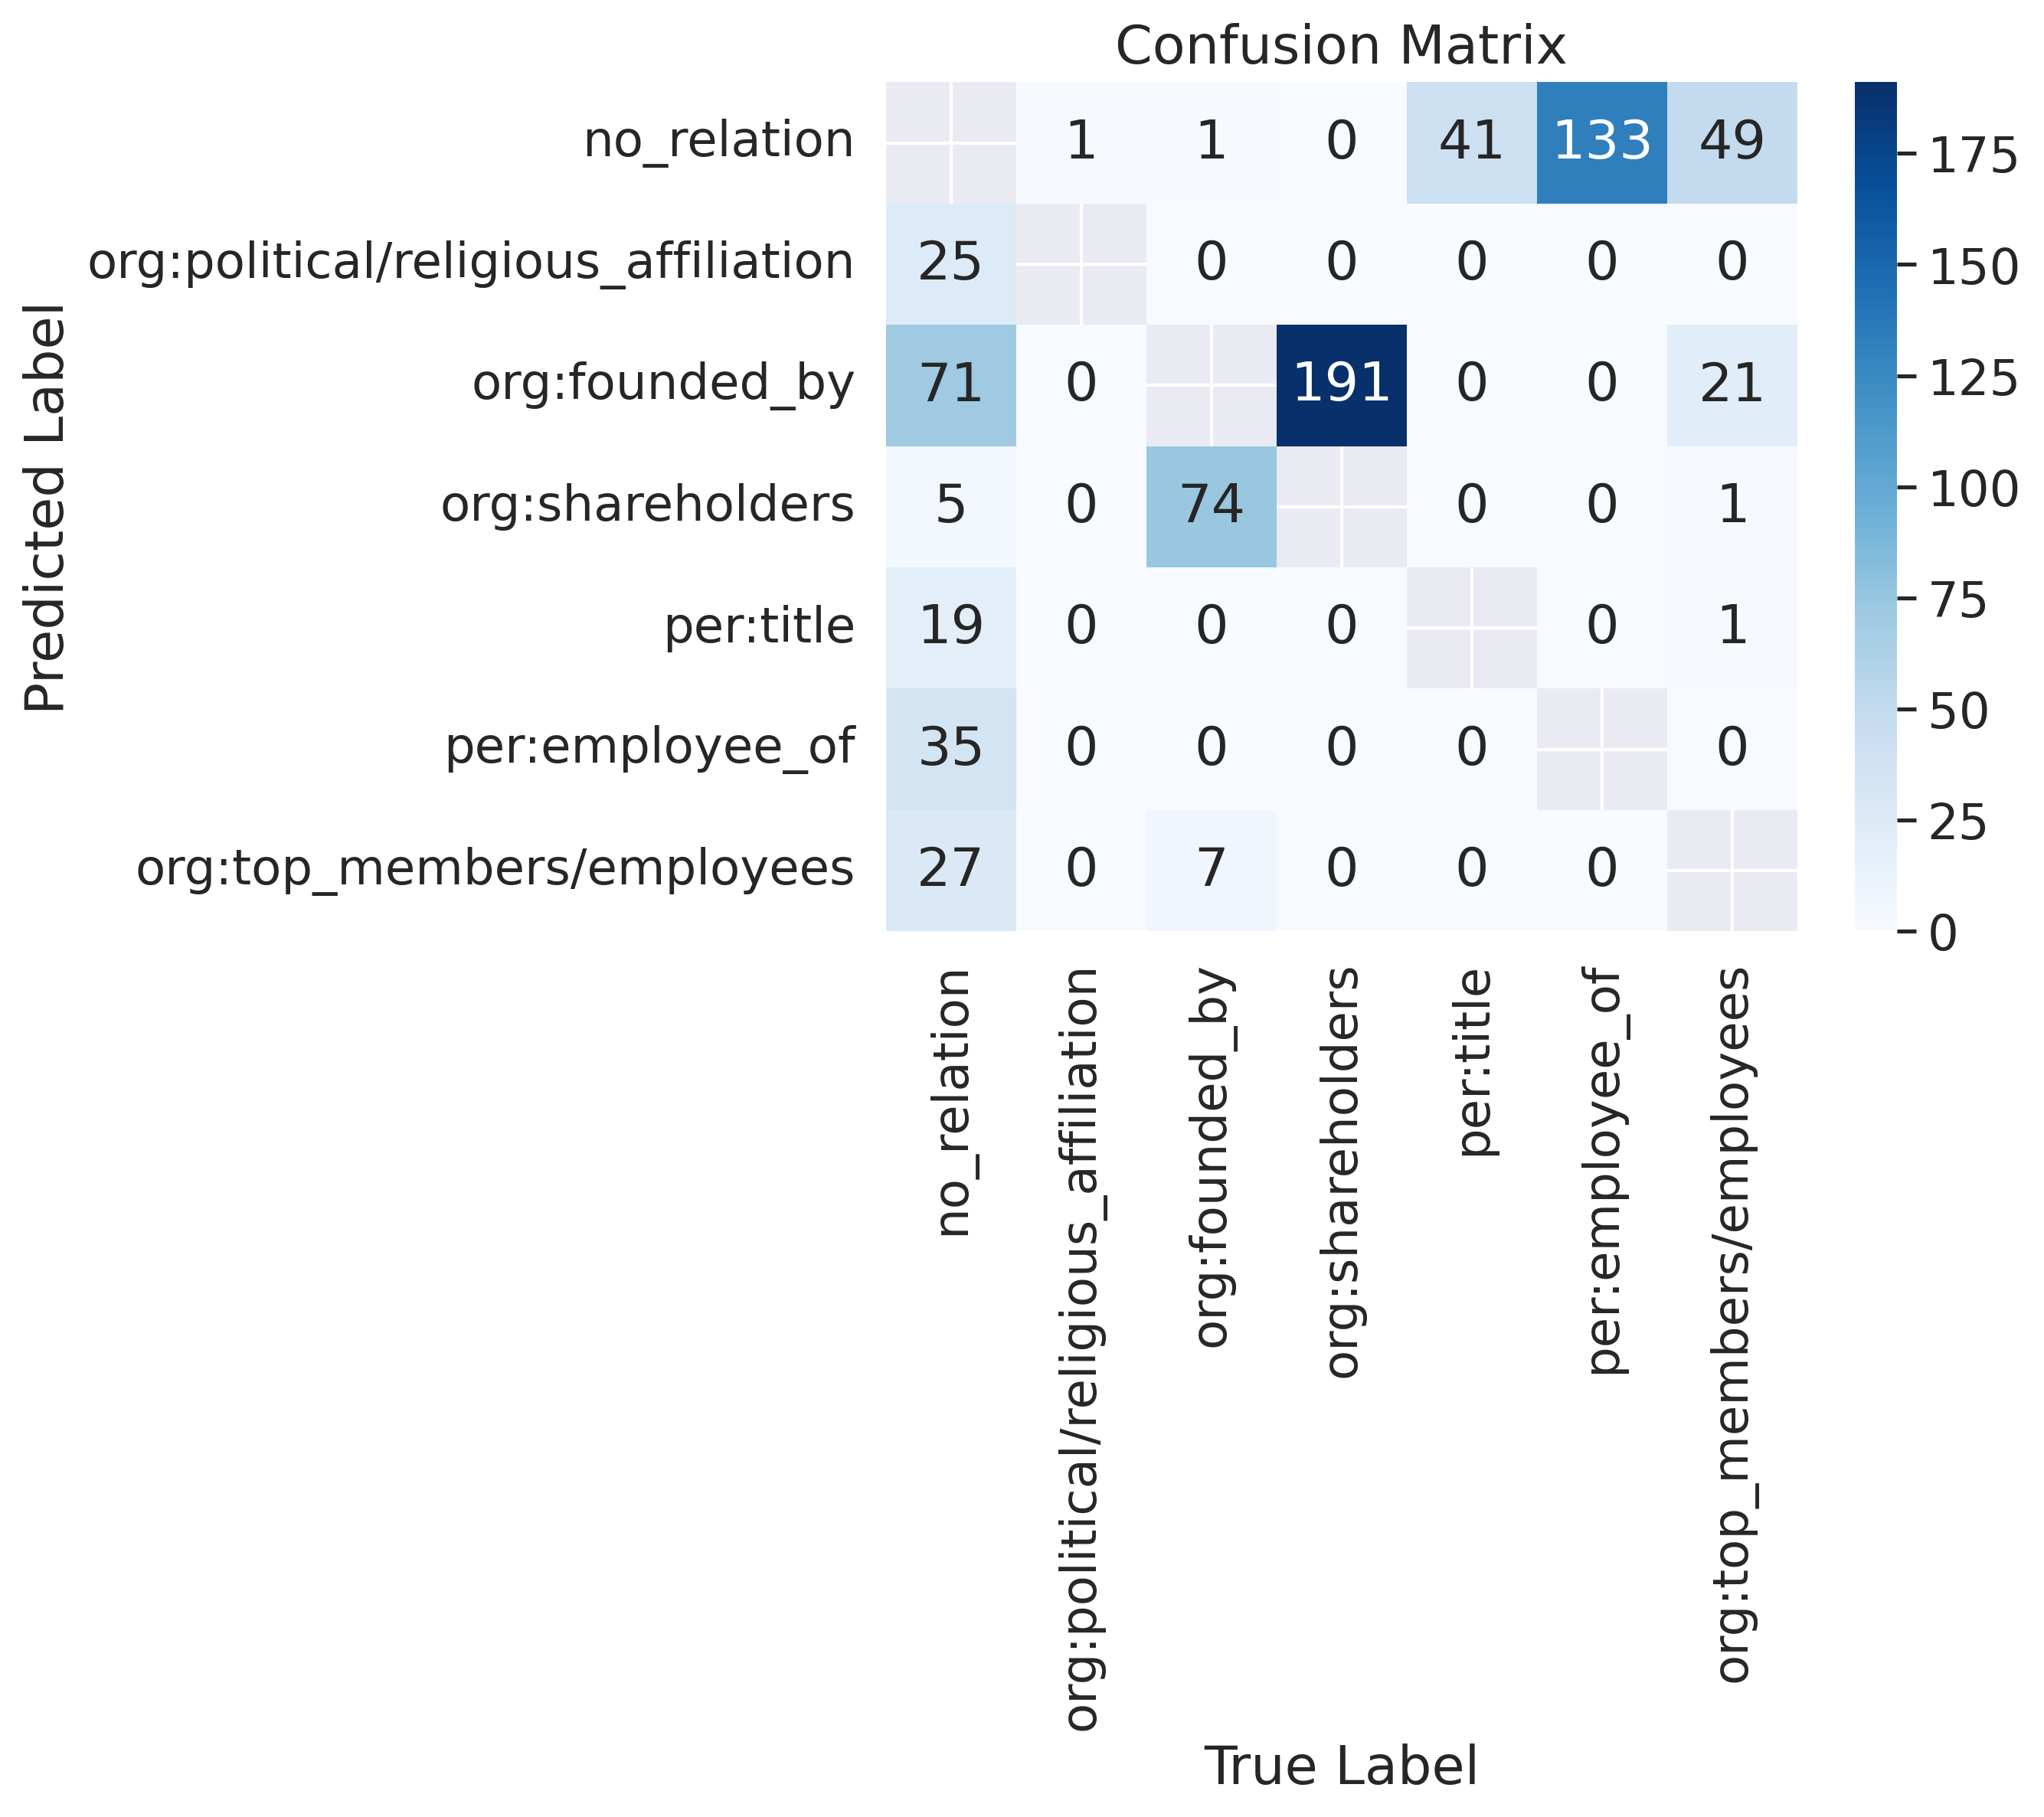 Confusion Matrix
Predicted Label
no_relation 1 1 0 41 133 49
org:political/religious_affiliation 25 0 0 0 0 0
org:founded_by 71 0 191 0 0 21
org:shareholders 5 0 74 0 0 1
per:title 19 0 0 0 0 1
per:employee_of 35 0 0 0 0 0
org:top_members/employees 27 0 7 0 0 0
no_relation
org:political/religious_affiliation
org:founded_by
org:shareholders
per:title
per:employee_of
org:top_members/employees
True Label
175
150
125
100
75
50
25
0